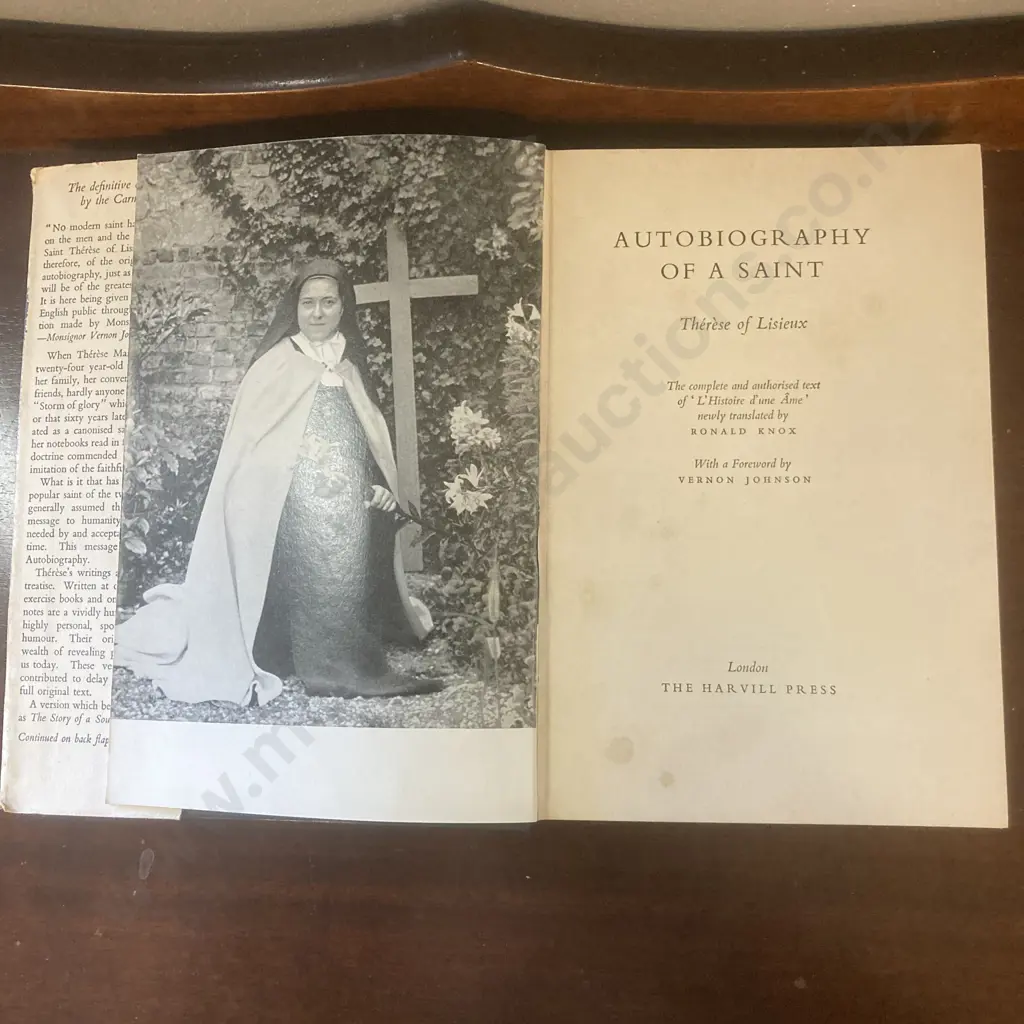 The definitive
by the
"No modern saint
on the men and the
Saint Thérèse of
therefore, of the
autobiography, just as
will be of the
It is here being given
English public
tion made by
—Monsignor Vernon
When Thérèse
twenty-four year-old
her family, her
friends, hardly anyone
"Storm of glory"
or that sixty years
ated as a canonised
her notebooks read in
doctrine commended
imitation of the
What is it that has
popular saint of the
generally assumed
message to humanity
needed by and
time. This message
Autobiography.
Thérèse's writings
treatise. Written at
exercise books and
notes are a vividly
highly personal,
humour. Their
wealth of revealing
us today. These
contributed to delay
full original text.
A version which
as The Story of a
Continued on back
AUTOBIOGRAPHY
OF A SAINT
Thérèse of Lisieux
The complete and authorised text
of 'L'Histoire d'une Âme'
newly translated by
RONALD KNOX
With a Foreword by
VERNON JOHNSON
London
THE HARVILL PRESS